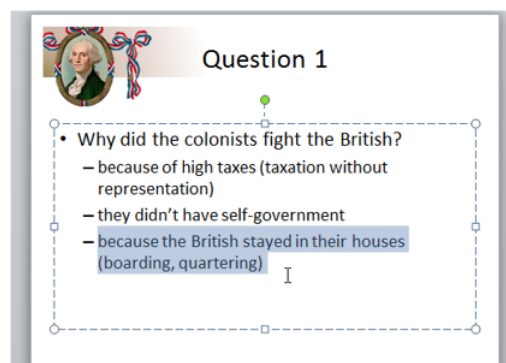 Question 1
• Why did the colonists fight the British?
– because of high taxes (taxation without
representation)
– they didn't have self-government
– because the British stayed in their houses
(boarding, quartering)